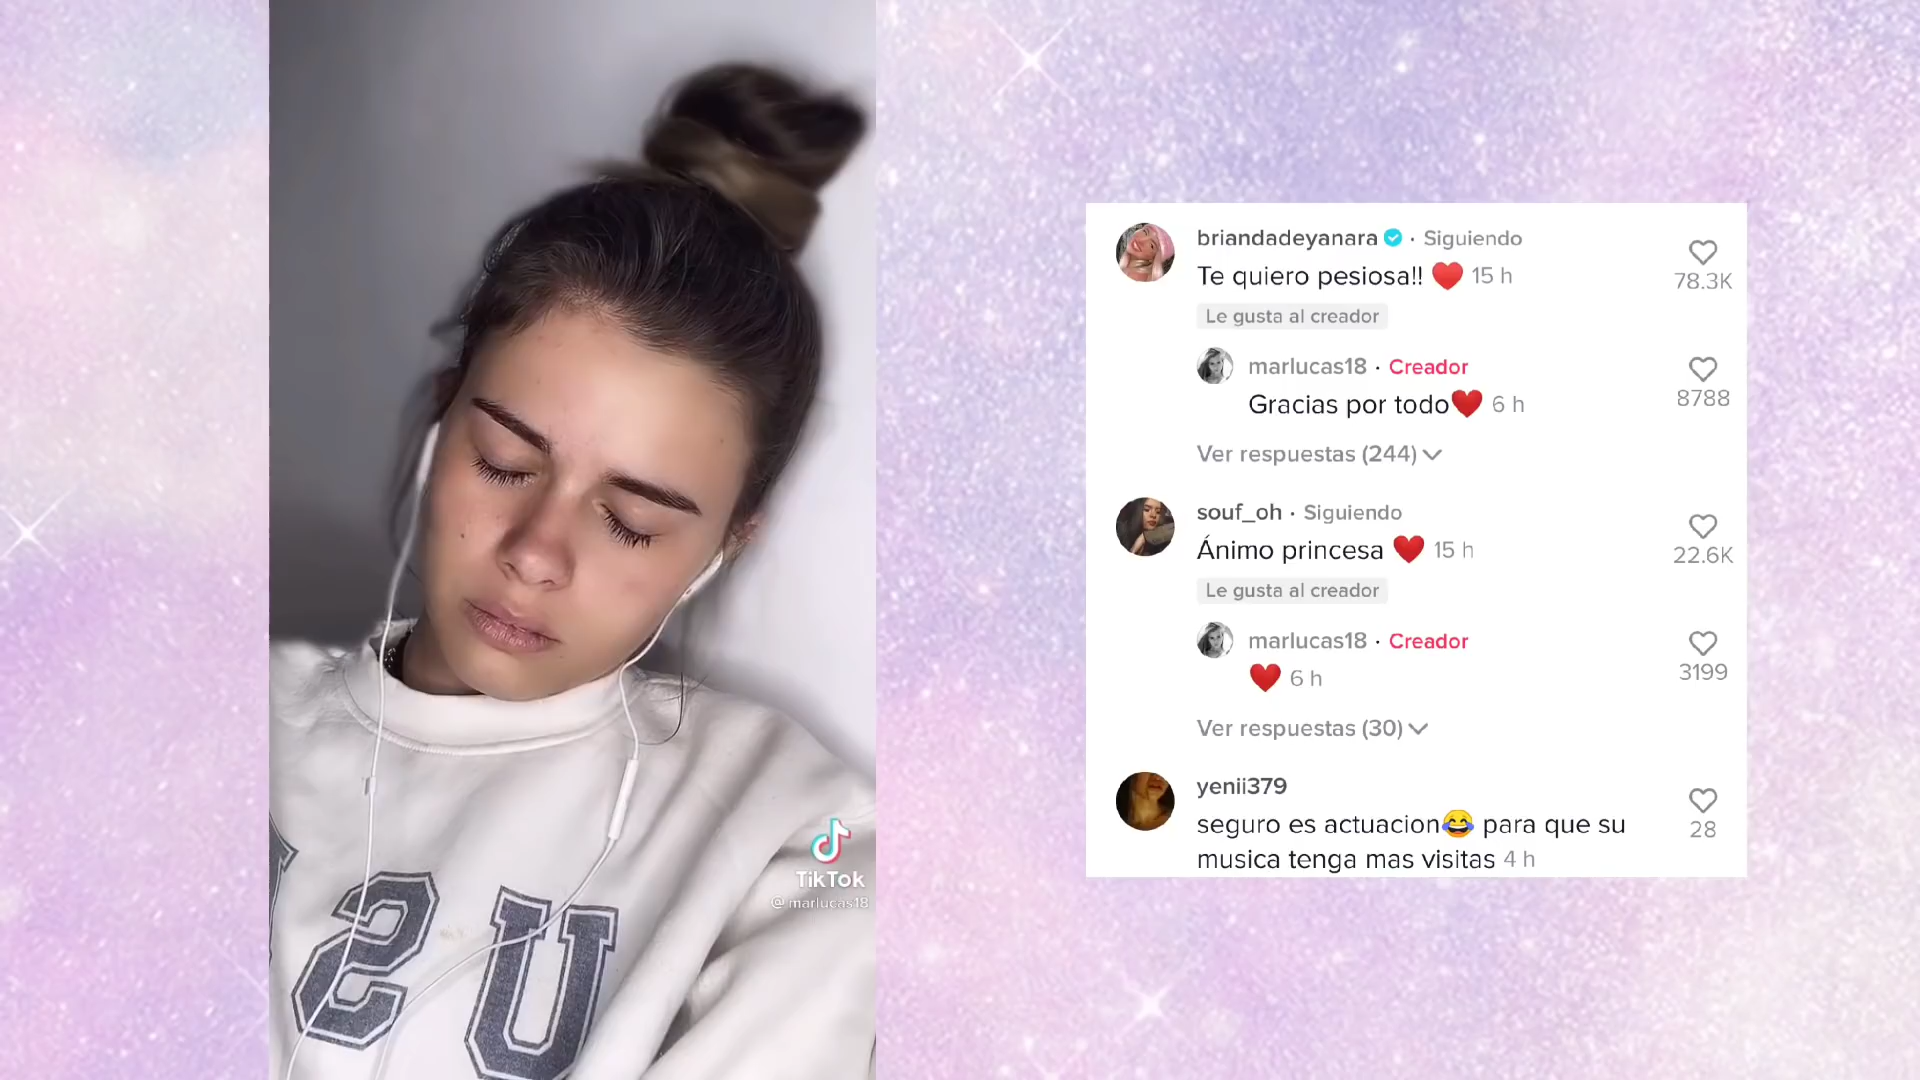 TikTok
@marlucas18
SU
briandadeyanara · Siguiendo
Te quiero pesiosa!! ❤️ 15 h
78.3K
Le gusta al creador
marlucas18 · Creador
Gracias por todo❤️ 6 h
8788
Ver respuestas (244)
souf_oh · Siguiendo
Ánimo princesa ❤️ 15 h
22.6K
Le gusta al creador
marlucas18 · Creador
❤️ 6 h
3199
Ver respuestas (30)
yenii379
seguro es actuacion😂 para que su
musica tenga mas visitas 4 h
28